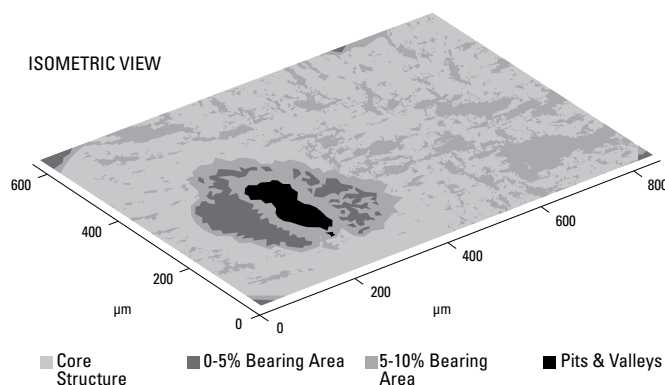 ISOMETRIC VIEW
600
400
200
0
µm
0
200
400
600
800
µm
Core
Structure
0-5% Bearing Area
5-10% Bearing
Area
Pits & Valleys